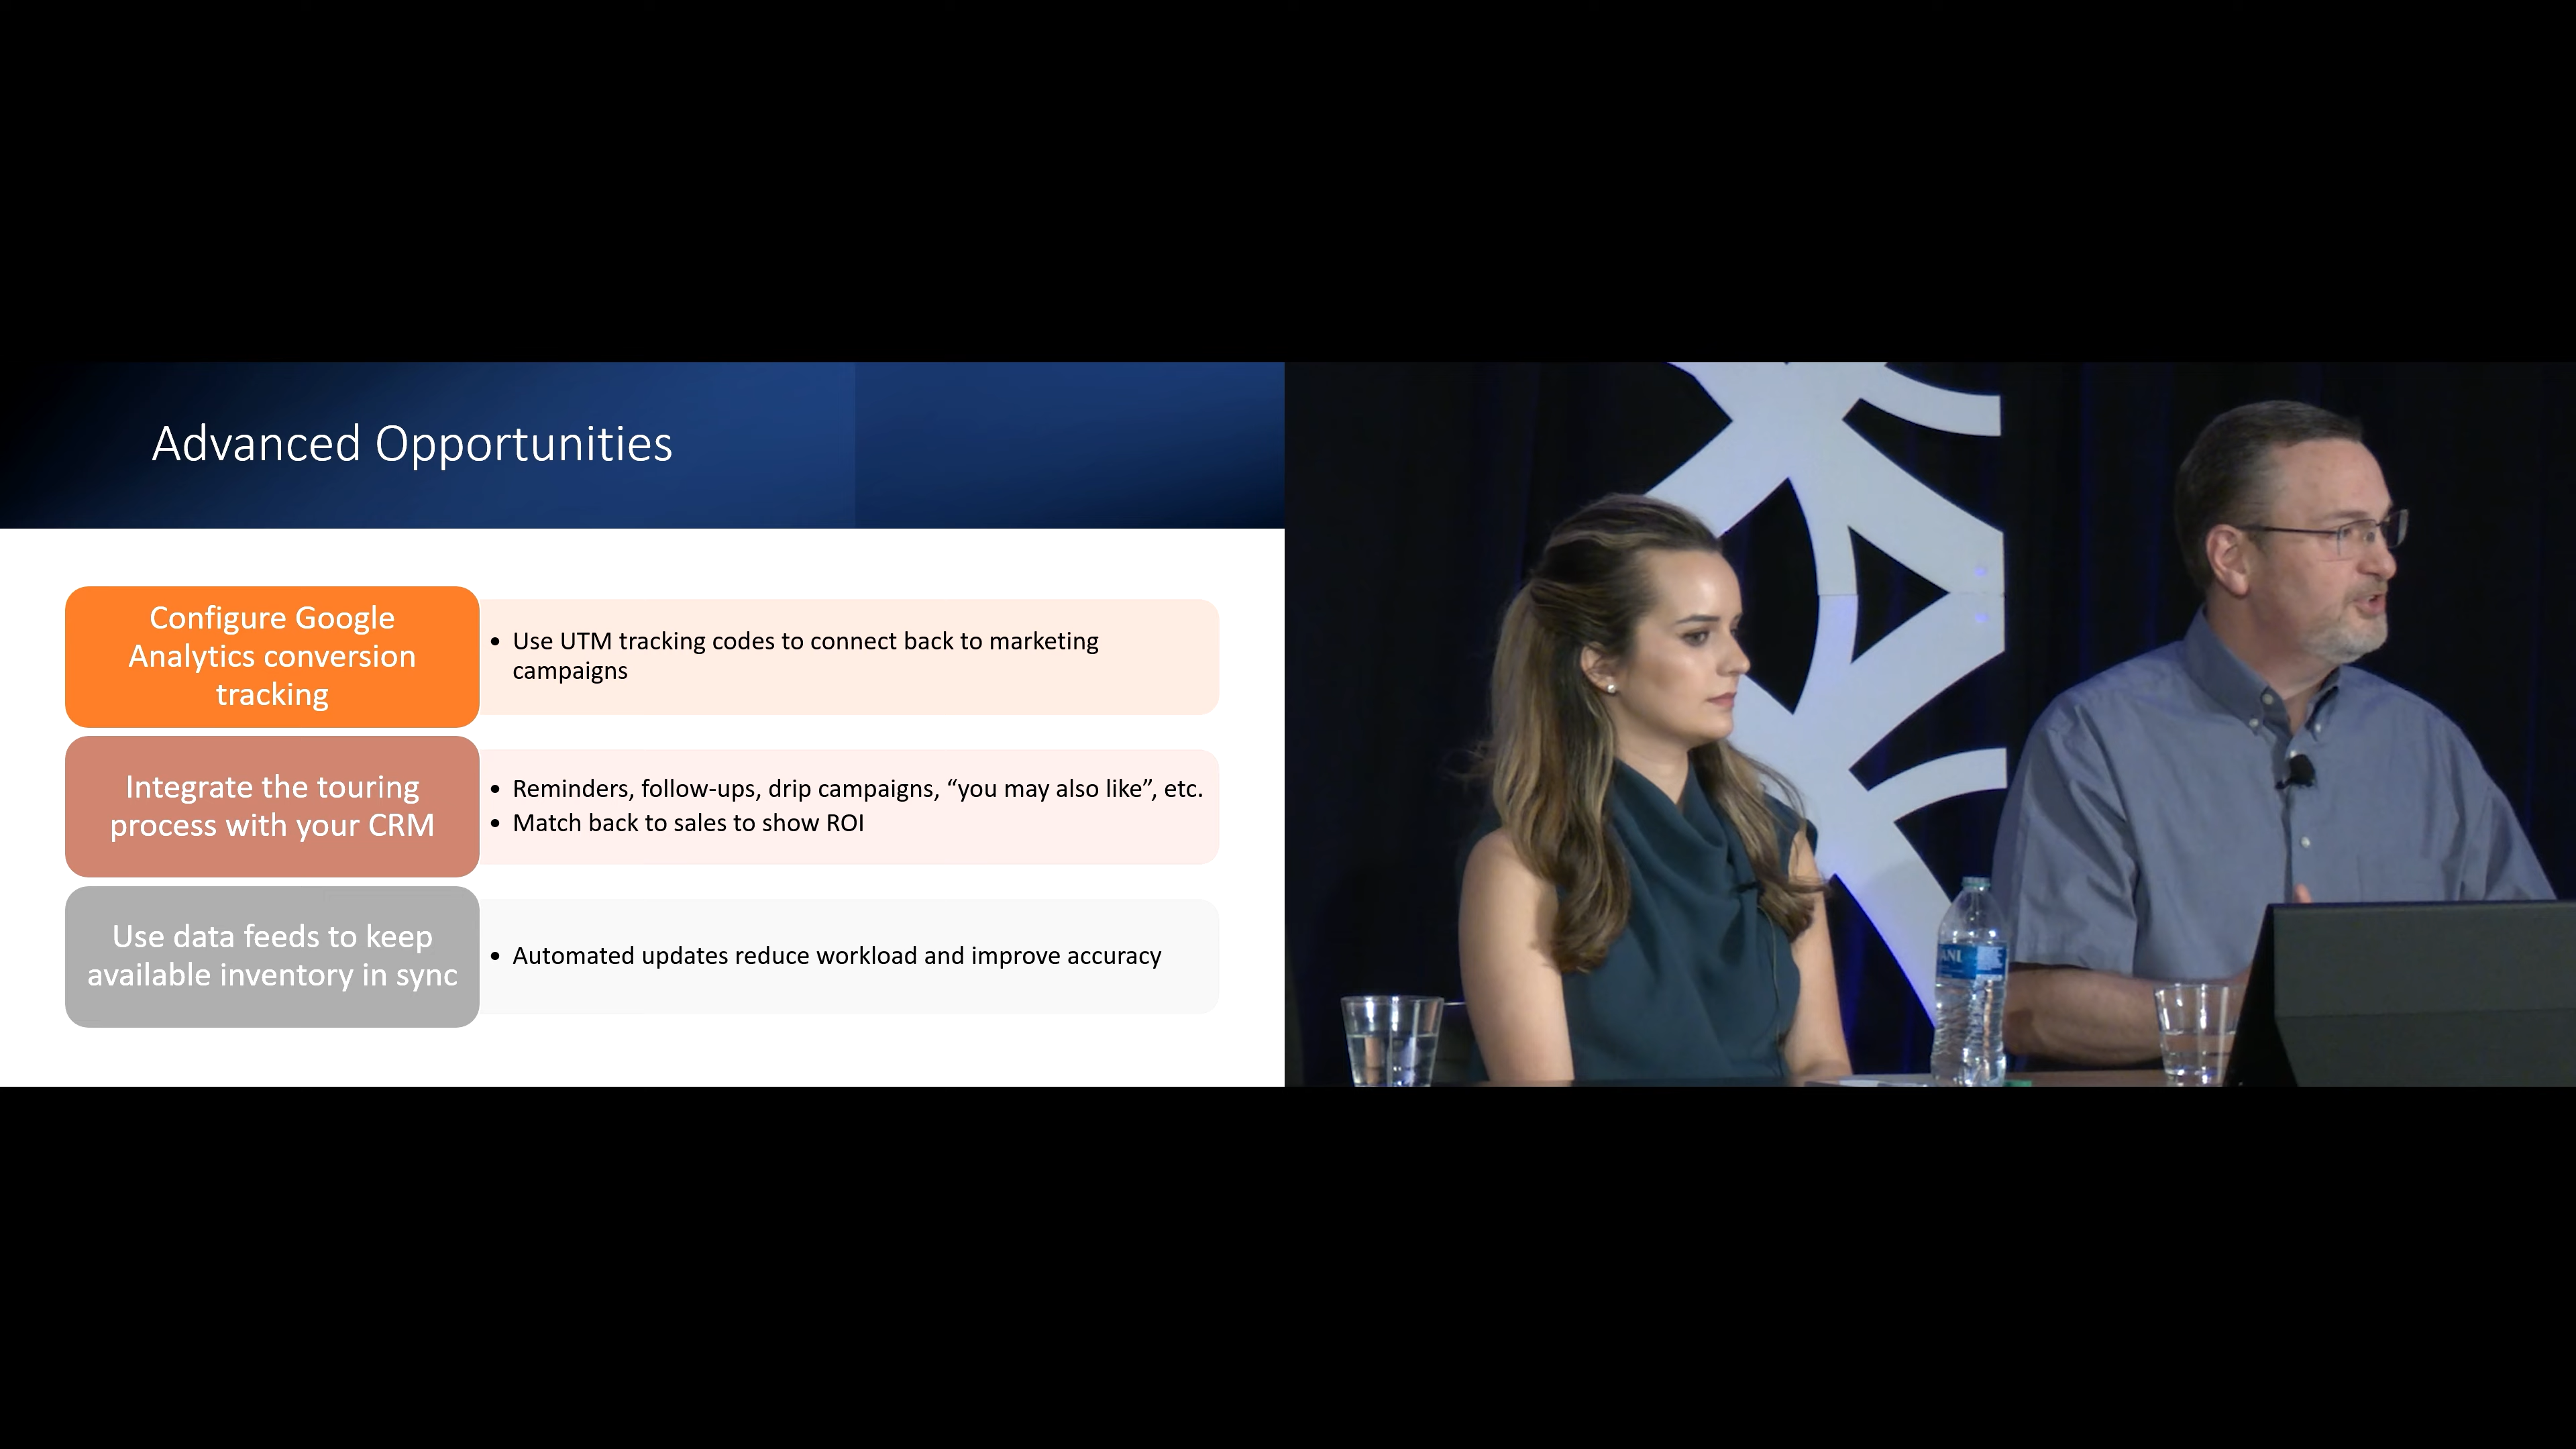 Advanced Opportunities
Configure Google
Analytics conversion
tracking
• Use UTM tracking codes to connect back to marketing
campaigns
Integrate the touring
process with your CRM
• Reminders, follow-ups, drip campaigns, “you may also like”, etc.
• Match back to sales to show ROI
Use data feeds to keep
available inventory in sync
• Automated updates reduce workload and improve accuracy